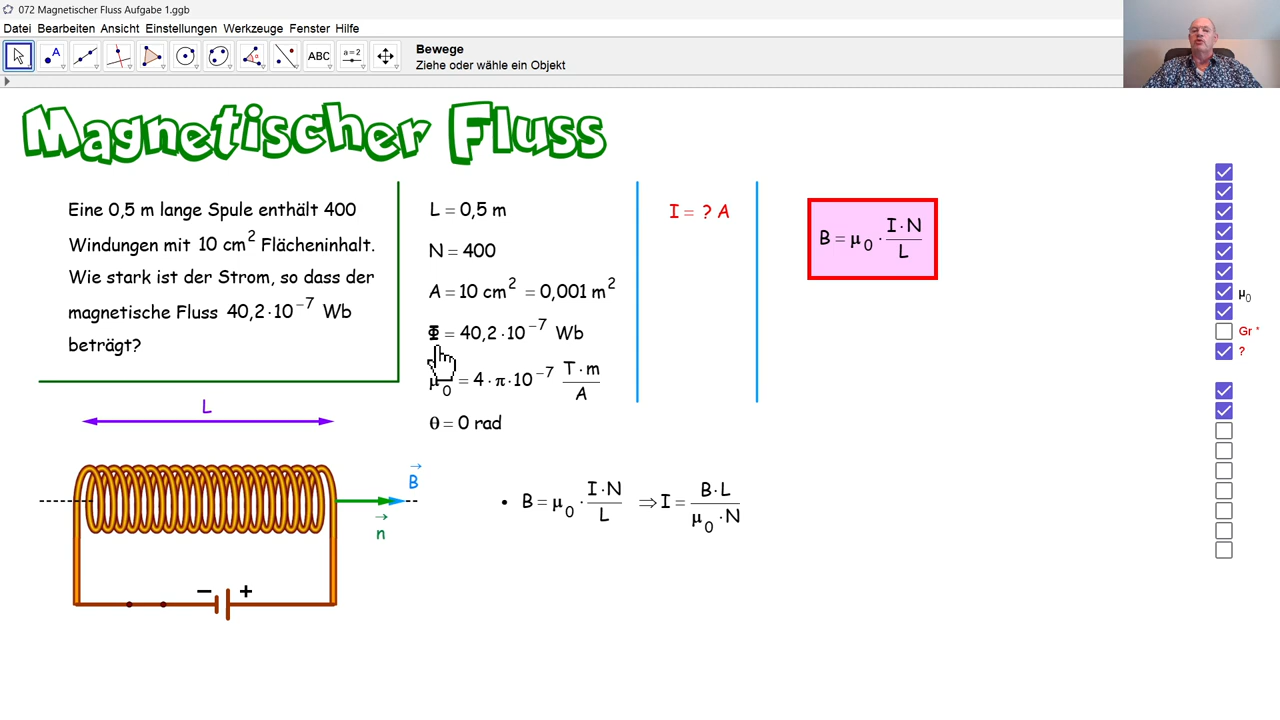 072 Magnetischer Fluss Aufgabe 1.ggb
Datei Bearbeiten Ansicht Einstellungen Werkzeuge Fenster Hilfe
A ABC a=2
Bewege
Ziehe oder wähle ein Objekt
Magnetischer Fluss
Eine 0,5 m lange Spule enthält 400
Windungen mit 10 cm² Flächeninhalt.
Wie stark ist der Strom, so dass der
magnetische Fluss 40,2·10⁻⁷ Wb
beträgt?
L = 0,5 m
N = 400
A = 10 cm² = 0,001 m²
Φ = 40,2·10⁻⁷ Wb
μ₀ = 4·π·10⁻⁷ T·m/A
θ = 0 rad
I = ? A
B = μ₀ · I·N/L
μ₀
Gr *
?
L
B
n
− +
• B = μ₀ · I·N/L ⇒ I = B·L/μ₀·N